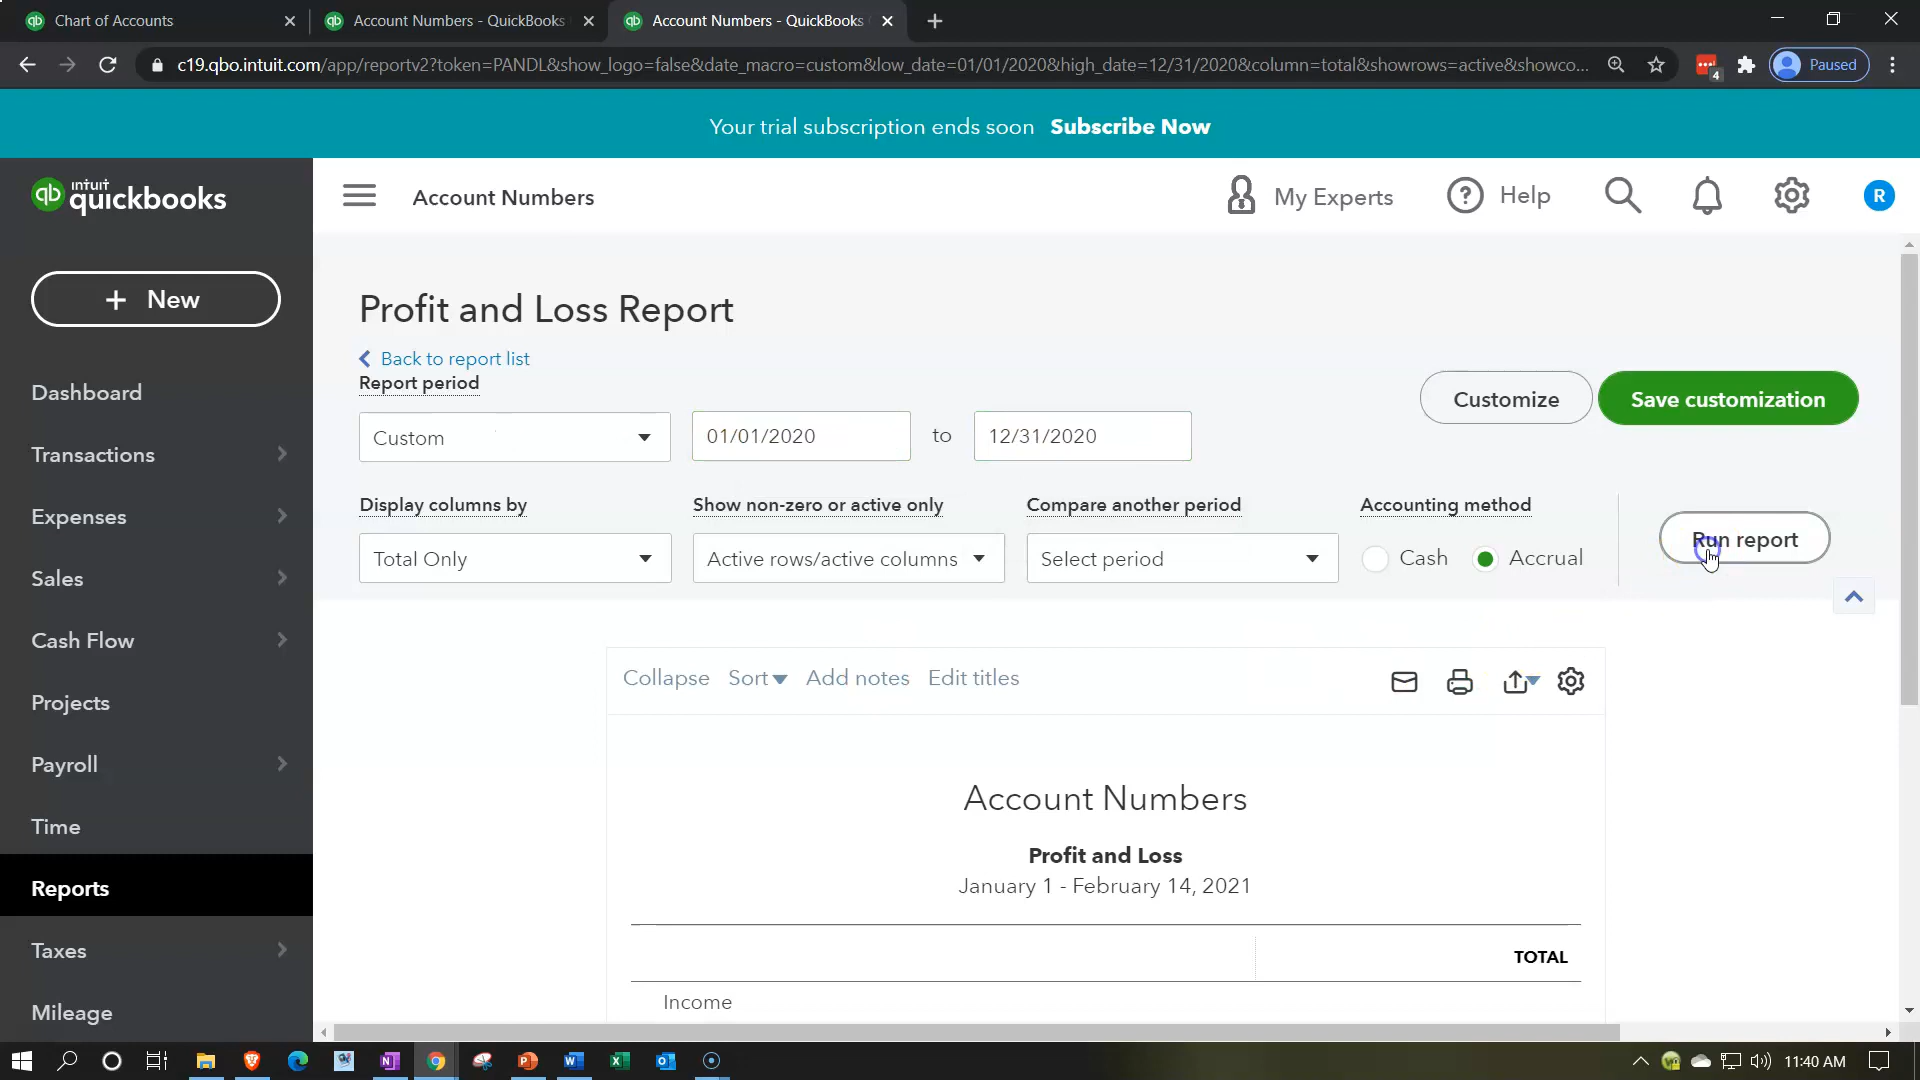 Chart of Accounts
Account Numbers - QuickBooks
Account Numbers - QuickBooks
c19.qbo.intuit.com/app/reportv2?token=PANDL&show_logo=false&date_macro=custom&low_date=01/01/2020&high_date=12/31/2020&column=total&showrows=active&showco...
4
Paused
Your trial subscription ends soon Subscribe Now
qb intuit quickbooks
Account Numbers
My Experts
? Help
R
+ New
Dashboard
Transactions
Expenses
Sales
Cash Flow
Projects
Payroll
Time
Reports
Taxes
Mileage
Profit and Loss Report
Back to report list
Report period
Custom
01/01/2020
to
12/31/2020
Customize
Save customization
Display columns by
Show non-zero or active only
Compare another period
Accounting method
Total Only
Active rows/active columns
Select period
Cash
Accrual
Run report
Collapse
Sort
Add notes
Edit titles
Account Numbers
Profit and Loss
January 1 - February 14, 2021
TOTAL
Income
11:40 AM